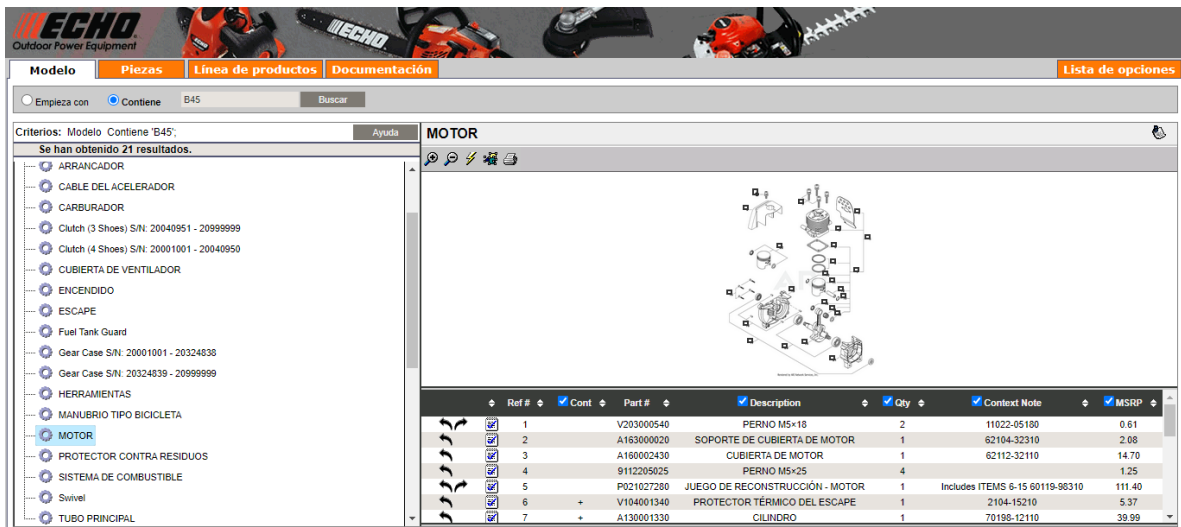 ECHO
Outdoor Power Equipment
ECHO
Modelo Piezas Línea de productos Documentación Lista de opciones
Empieza con Contiene B45 Buscar
Criterios: Modelo Contiene 'B45'; Ayuda
Se han obtenido 21 resultados.
ARRANCADOR
CABLE DEL ACELERADOR
CARBURADOR
Clutch (3 Shoes) S/N: 20040951 - 20999999
Clutch (4 Shoes) S/N: 20001001 - 20040950
CUBIERTA DE VENTILADOR
ENCENDIDO
ESCAPE
Fuel Tank Guard
Gear Case S/N: 20001001 - 20324838
Gear Case S/N: 20324839 - 20999999
HERRAMIENTAS
MANUBRIO TIPO BICICLETA
MOTOR
PROTECTOR CONTRA RESIDUOS
SISTEMA DE COMBUSTIBLE
Swivel
TUBO PRINCIPAL
MOTOR
Ref # Cont Part # Description Qty Context Note MSRP
1 V203000540 PERNO M5×18 2 11022-05180 0.61
2 A163000020 SOPORTE DE CUBIERTA DE MOTOR 1 62104-32310 2.08
3 A160002430 CUBIERTA DE MOTOR 1 62112-32110 14.70
4 9112205025 PERNO M5×25 4 1.25
5 P021027280 JUEGO DE RECONSTRUCCIÓN - MOTOR 1 Includes ITEMS 6-15 60119-98310 111.40
6 + V104001340 PROTECTOR TÉRMICO DEL ESCAPE 1 2104-15210 5.37
7 + A130001330 CILINDRO 1 70198-12110 39.99